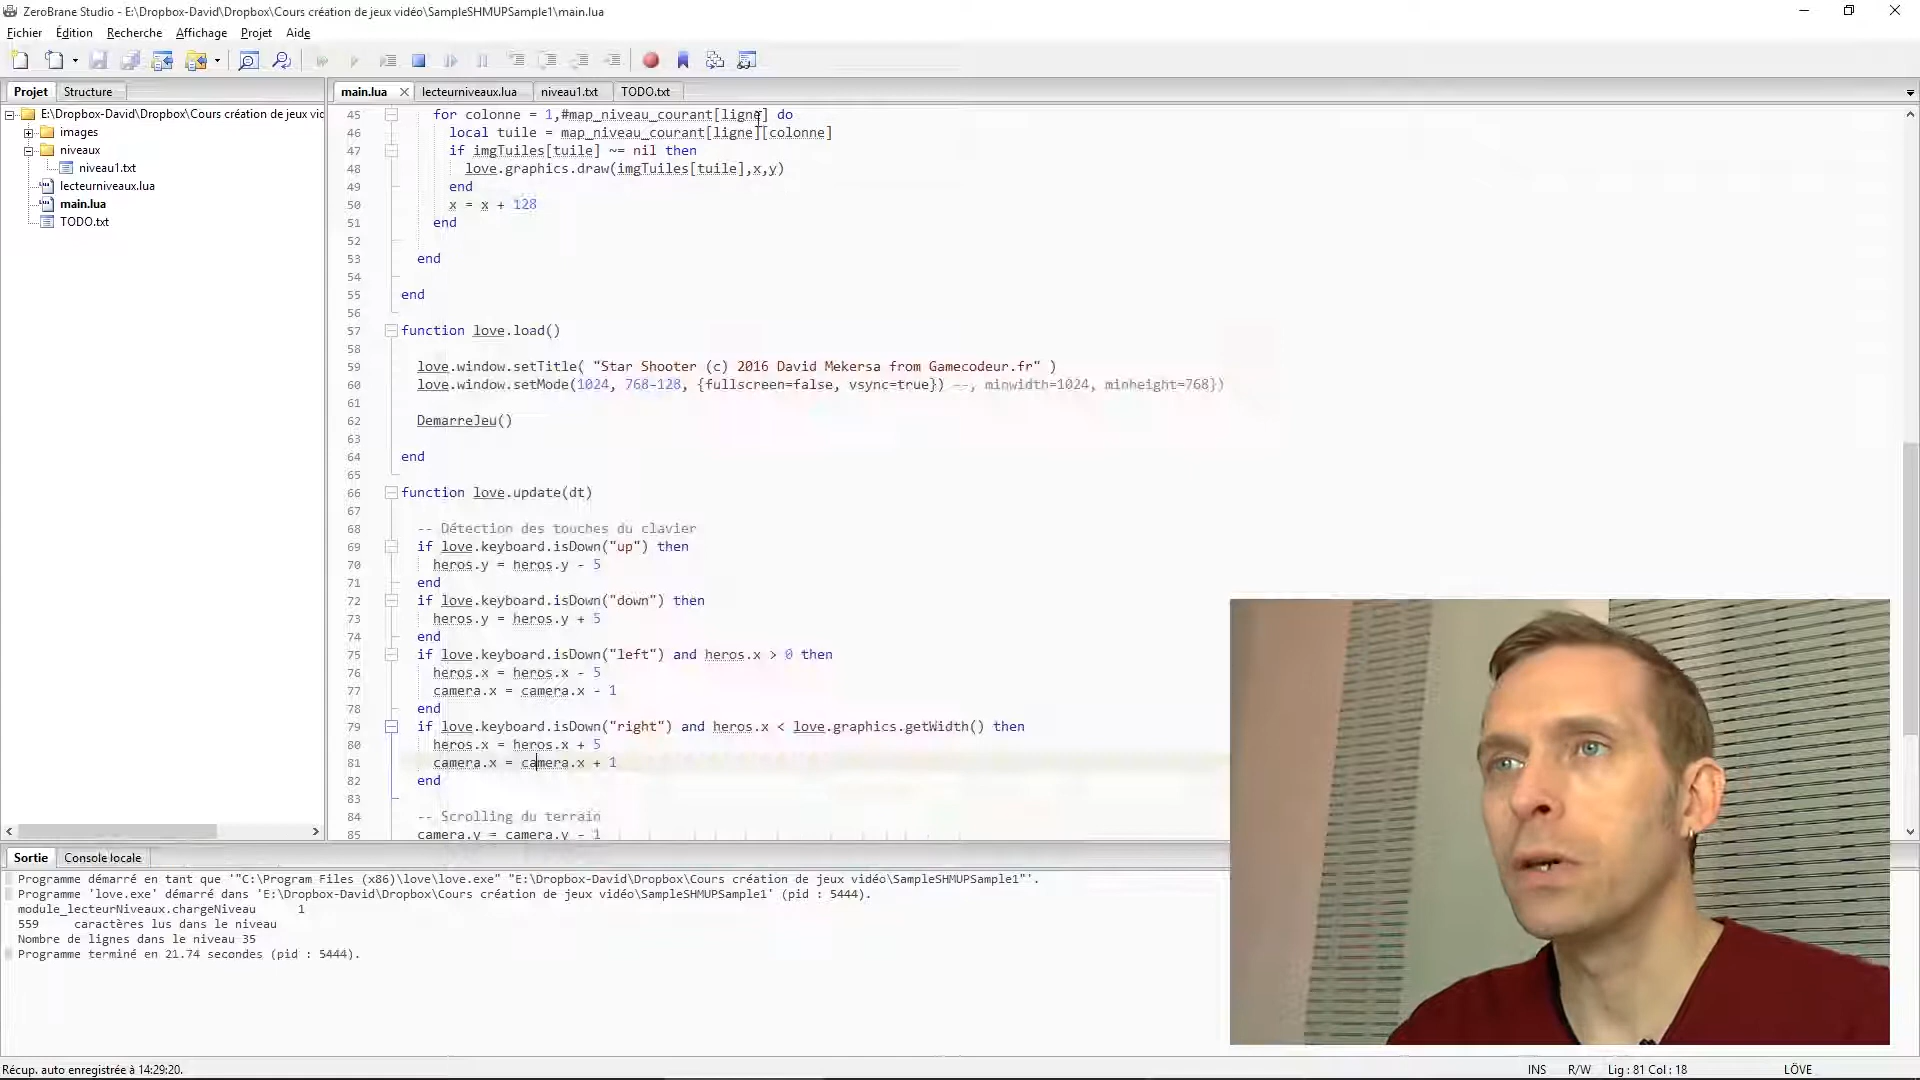 ZeroBrane Studio - E:\Dropbox-David\Dropbox\Cours création de jeux vidéo\SampleSHMUPSample1\main.lua
Fichier Édition Recherche Affichage Projet Aide
Projet Structure
main.lua lecteurniveaux.lua niveau1.txt TODO.txt
E:\Dropbox-David\Dropbox\Cours création de jeux vic
images
niveaux
niveau1.txt
lecteurniveaux.lua
main.lua
TODO.txt
45 for colonne = 1,#map_niveau_courant[ligne] do
46 local tuile = map_niveau_courant[ligne][colonne]
47 if imgTuiles[tuile] ~= nil then
48 love.graphics.draw(imgTuiles[tuile],x,y)
49 end
50 x = x + 128
51 end
52
53 end
54
55 end
56
57 function love.load()
58
59 love.window.setTitle( "Star Shooter (c) 2016 David Mekersa from Gamecodeur.fr" )
60 love.window.setMode(1024, 768-128, {fullscreen=false, vsync=true}) --, minwidth=1024, minheight=768})
61
62 DemarreJeu()
63
64 end
65
66 function love.update(dt)
67
68 -- Détection des touches du clavier
69 if love.keyboard.isDown("up") then
70 heros.y = heros.y - 5
71 end
72 if love.keyboard.isDown("down") then
73 heros.y = heros.y + 5
74 end
75 if love.keyboard.isDown("left") and heros.x > 0 then
76 heros.x = heros.x - 5
77 camera.x = camera.x - 1
78 end
79 if love.keyboard.isDown("right") and heros.x < love.graphics.getWidth() then
80 heros.x = heros.x + 5
81 camera.x = camera.x + 1
82 end
83
84 -- Scrolling du terrain
85 camera.y = camera.y - 1
Sortie Console locale
Programme démarré en tant que '"C:\Program Files (x86)\love\love.exe" "E:\Dropbox-David\Dropbox\Cours création de jeux vidéo\SampleSHMUPSample1"'.
Programme 'love.exe' démarré dans 'E:\Dropbox-David\Dropbox\Cours création de jeux vidéo\SampleSHMUPSample1' (pid : 5444).
module_lecteurNiveaux.chargeNiveau 1
559 caractères lus dans le niveau
Nombre de lignes dans le niveau 35
Programme terminé en 21.74 secondes (pid : 5444).
Récup. auto enregistrée à 14:29:20. INS R/W Lig : 81 Col : 18 LÖVE